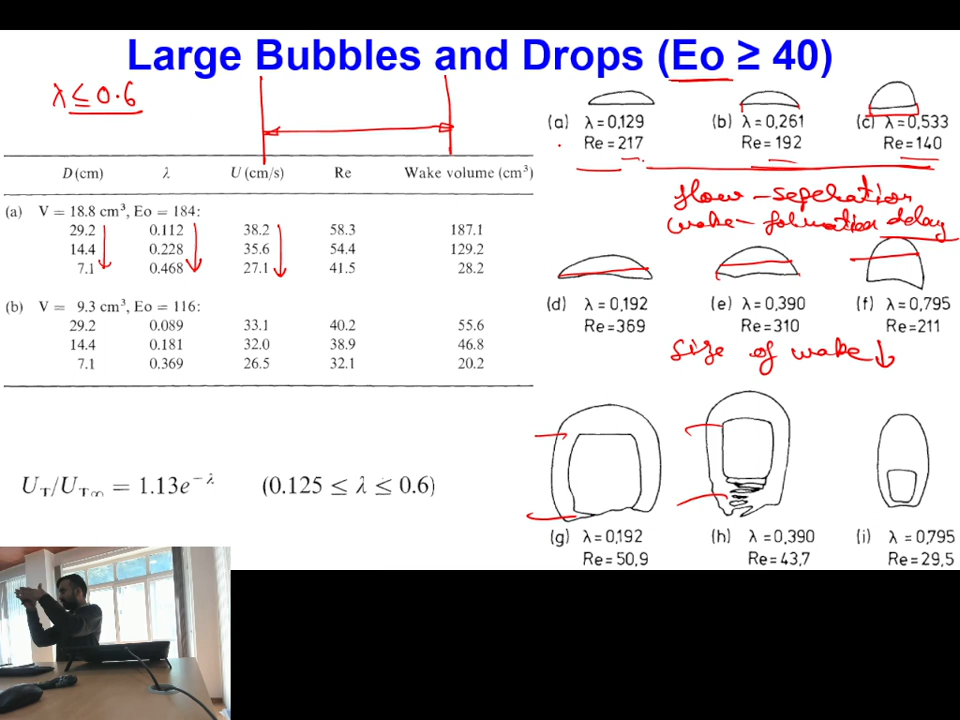 Large Bubbles and Drops (Eo ≥ 40)
λ ≤ 0.6
D (cm) λ U (cm/s) Re Wake volume (cm³)
(a) V = 18.8 cm³, Eo = 184:
29.2 0.112 38.2 58.3 187.1
14.4 0.228 35.6 54.4 129.2
7.1 0.468 27.1 41.5 28.2
(b) V = 9.3 cm³, Eo = 116:
29.2 0.089 33.1 40.2 55.6
14.4 0.181 32.0 38.9 46.8
7.1 0.369 26.5 32.1 20.2
U_T/U_T∞ = 1.13e^−λ (0.125 ≤ λ ≤ 0.6)
(a) λ=0,129 (b) λ=0,261 (c) λ=0,533
Re=217 Re=192 Re=140
flow - seperation
wake - formation delay
(d) λ=0,192 (e) λ=0,390 (f) λ=0,795
Re=369 Re=310 Re=211
Size of wake ↓
(g) λ=0,192 (h) λ=0,390 (i) λ=0,795
Re=50,9 Re=43,7 Re=29,5